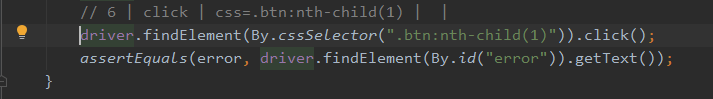 // 6 | click | css=.btn:nth-child(1) |  |
driver.findElement(By.cssSelector(".btn:nth-child(1)")).click();
assertEquals(error, driver.findElement(By.id("error")).getText());
}